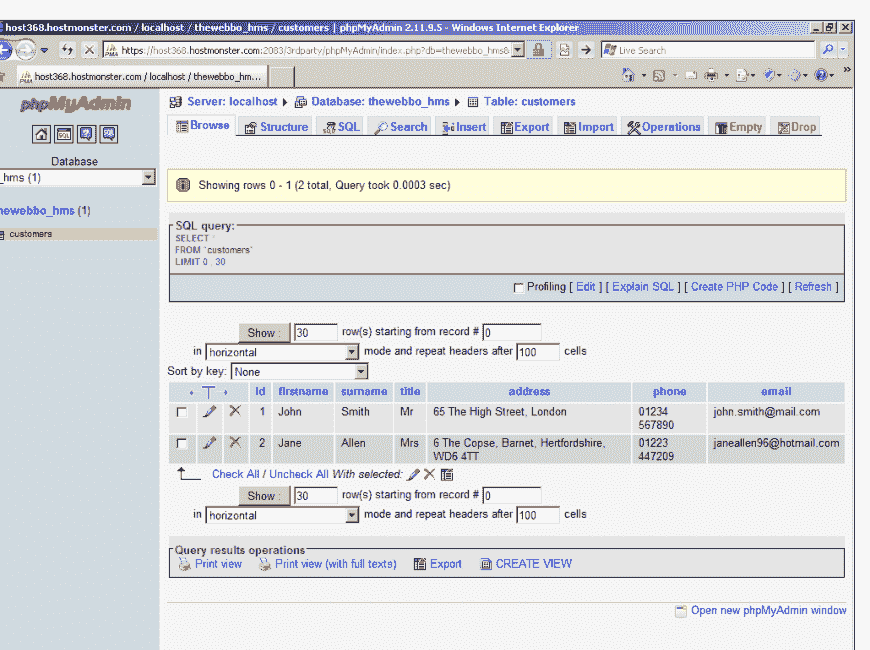 host368.hostmonster.com / localhost / thewebbo_hms / customers | phpMyAdmin 2.11.9.5 - Windows Internet Explorer
https://host368.hostmonster.com:2083/3rdparty/phpMyAdmin/index.php?db=thewebbo_hms&
Live Search
host368.hostmonster.com / localhost / thewebbo_hm...
phpMyAdmin
Server: localhost Database: thewebbo_hms Table: customers
Browse Structure SQL Search Insert Export Import Operations Empty Drop
Database
_hms (1)
hewebbo_hms (1)
customers
Showing rows 0 - 1 (2 total, Query took 0.0003 sec)
SQL query:
SELECT *
FROM `customers`
LIMIT 0 , 30
Profiling [ Edit ] [ Explain SQL ] [ Create PHP Code ] [ Refresh ]
Show : 30 row(s) starting from record # 0
in horizontal mode and repeat headers after 100 cells
Sort by key: None
id firstname surname title address phone email
1 John Smith Mr 65 The High Street, London 01234 567890 john.smith@mail.com
2 Jane Allen Mrs 6 The Copse, Barnet, Hertfordshire, WD6 4TT 01223 447209 janeallen96@hotmail.com
Check All / Uncheck All With selected:
Show : 30 row(s) starting from record # 0
in horizontal mode and repeat headers after 100 cells
Query results operations
Print view Print view (with full texts) Export CREATE VIEW
Open new phpMyAdmin window